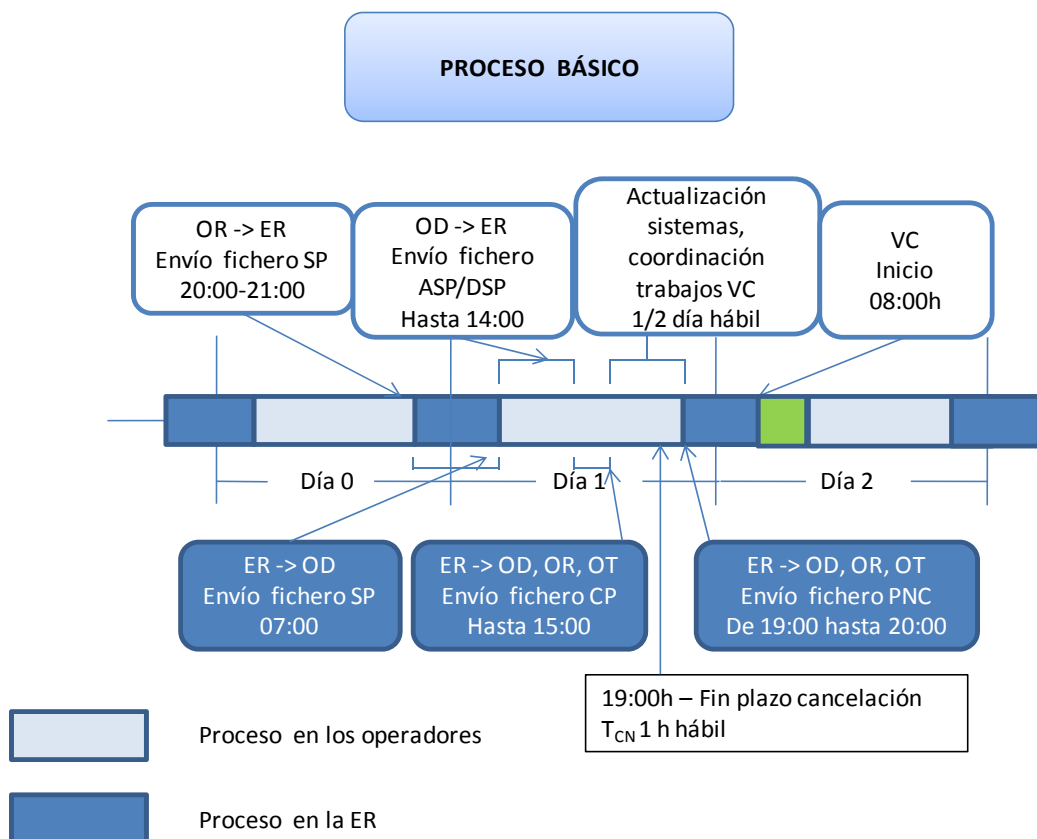 PROCESO BÁSICO
OR -> ER
Envío fichero SP
20:00-21:00
OD -> ER
Envío fichero
ASP/DSP
Hasta 14:00
Actualización
sistemas,
coordinación
trabajos VC
1/2 día hábil
VC
Inicio
08:00h
Día 0
Día 1
Día 2
ER -> OD
Envío fichero SP
07:00
ER -> OD, OR, OT
Envío fichero CP
Hasta 15:00
ER -> OD, OR, OT
Envío fichero PNC
De 19:00 hasta 20:00
19:00h – Fin plazo cancelación
TCN 1 h hábil
Proceso en los operadores
Proceso en la ER